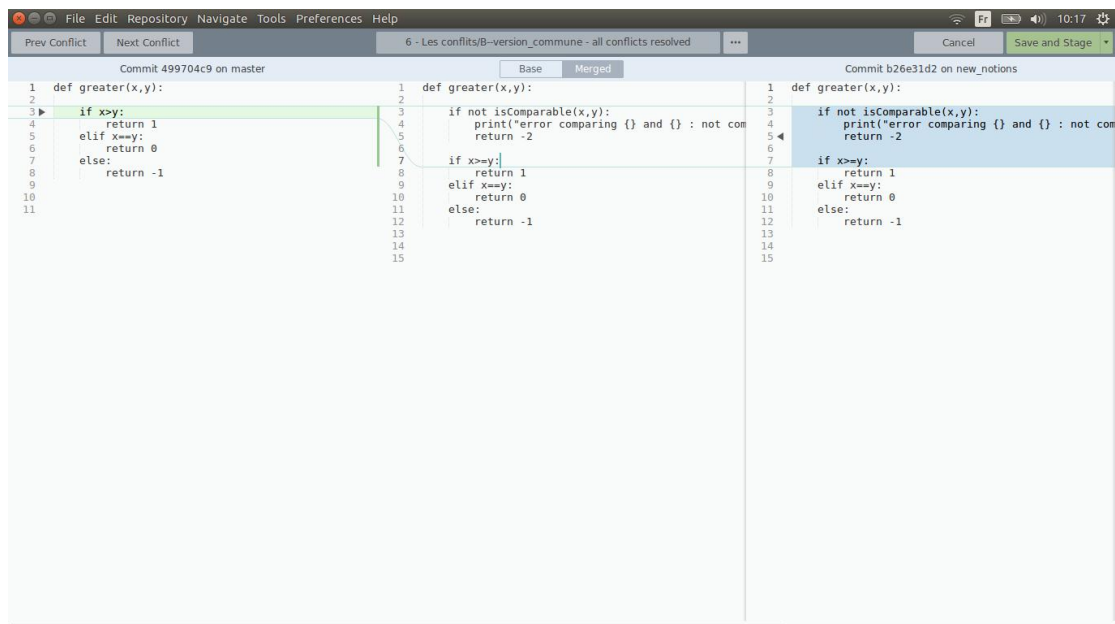 File Edit Repository Navigate Tools Preferences Help
Fr
10:17
Prev Conflict
Next Conflict
6 - Les conflits/B--version_commune - all conflicts resolved
...
Cancel
Save and Stage
Commit 499704c9 on master
Base
Merged
Commit b26e31d2 on new_notions
1 def greater(x,y):
2
3 if x>y:
4 return 1
5 elif x==y:
6 return 0
7 else:
8 return -1
9
10
11
1 def greater(x,y):
2
3 if not isComparable(x,y):
4 print("error comparing {} and {} : not com
5 return -2
6
7 if x>=y:
8 return 1
9 elif x==y:
10 return 0
11 else:
12 return -1
13
14
15
1 def greater(x,y):
2
3 if not isComparable(x,y):
4 print("error comparing {} and {} : not com
5 return -2
6
7 if x>=y:
8 return 1
9 elif x==y:
10 return 0
11 else:
12 return -1
13
14
15